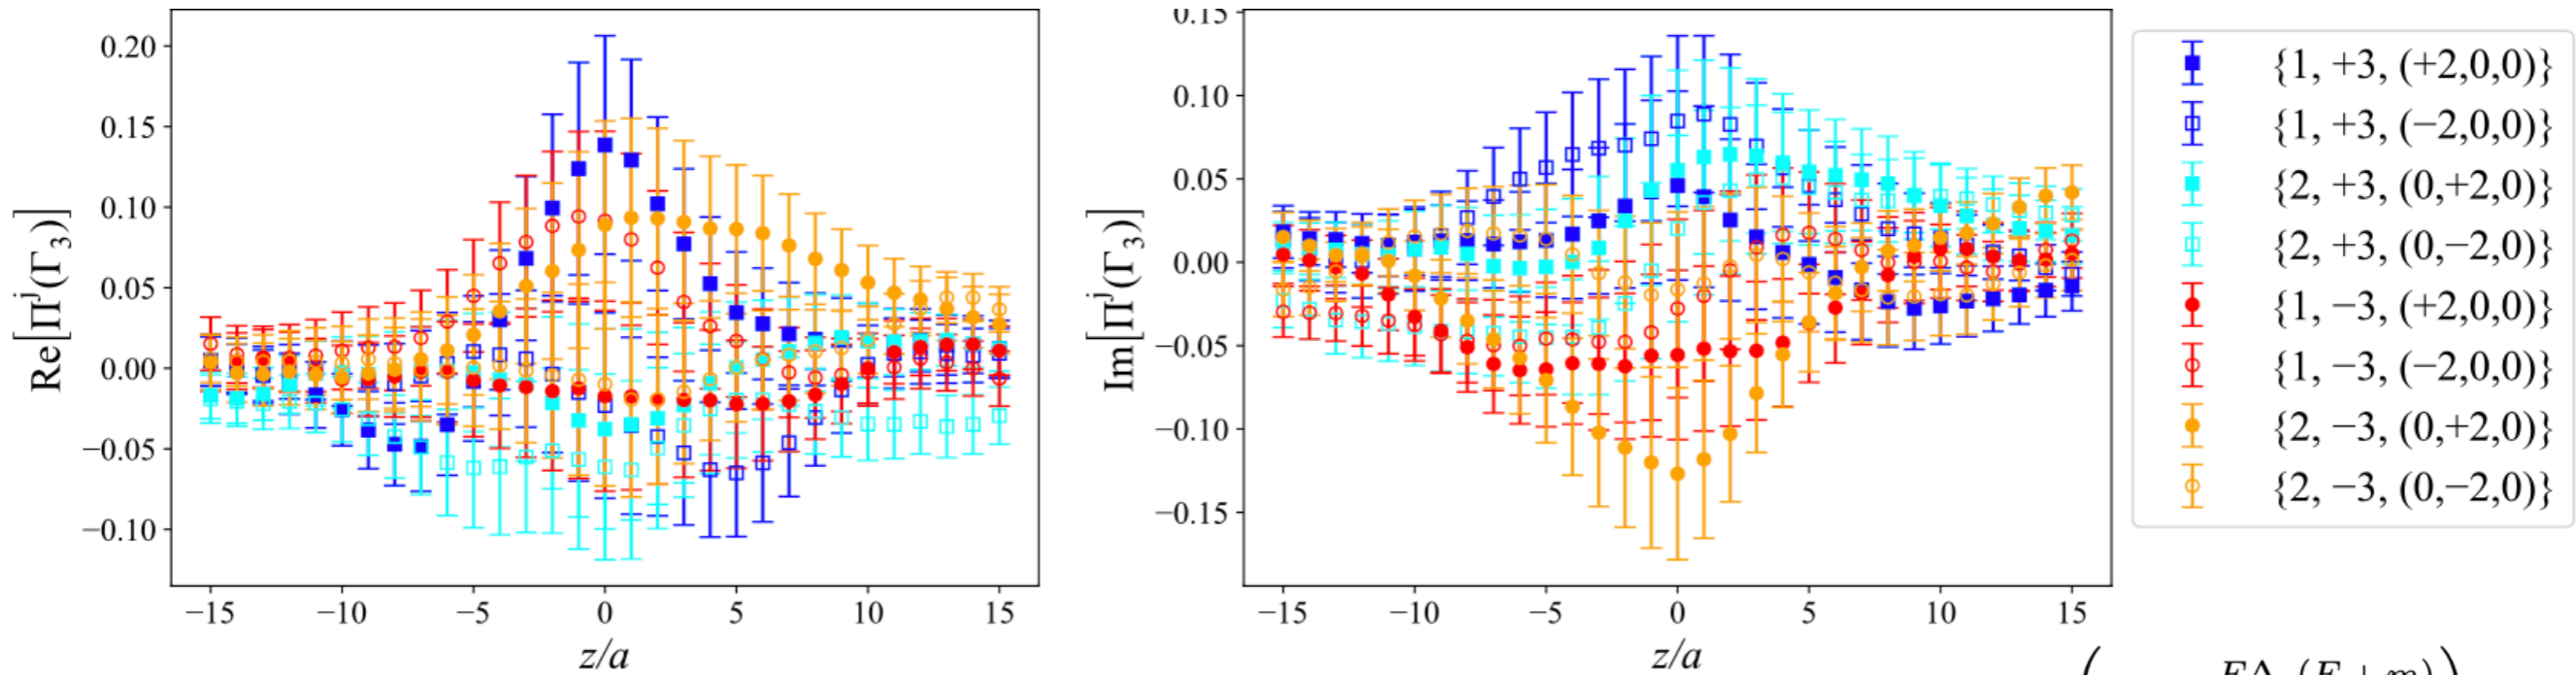 Re[Π^j(Γ_3)]
0.20
0.15
0.10
0.05
0.00
−0.05
−0.10
−15 −10 −5 0 5 10 15
z/a
Im[Π^j(Γ_3)]
0.15
0.10
0.05
0.00
−0.05
−0.10
−0.15
−15 −10 −5 0 5 10 15
z/a
{1, +3, (+2,0,0)}
{1, +3, (−2,0,0)}
{2, +3, (0,+2,0)}
{2, +3, (0,−2,0)}
{1, −3, (+2,0,0)}
{1, −3, (−2,0,0)}
{2, −3, (0,+2,0)}
{2, −3, (0,−2,0)}